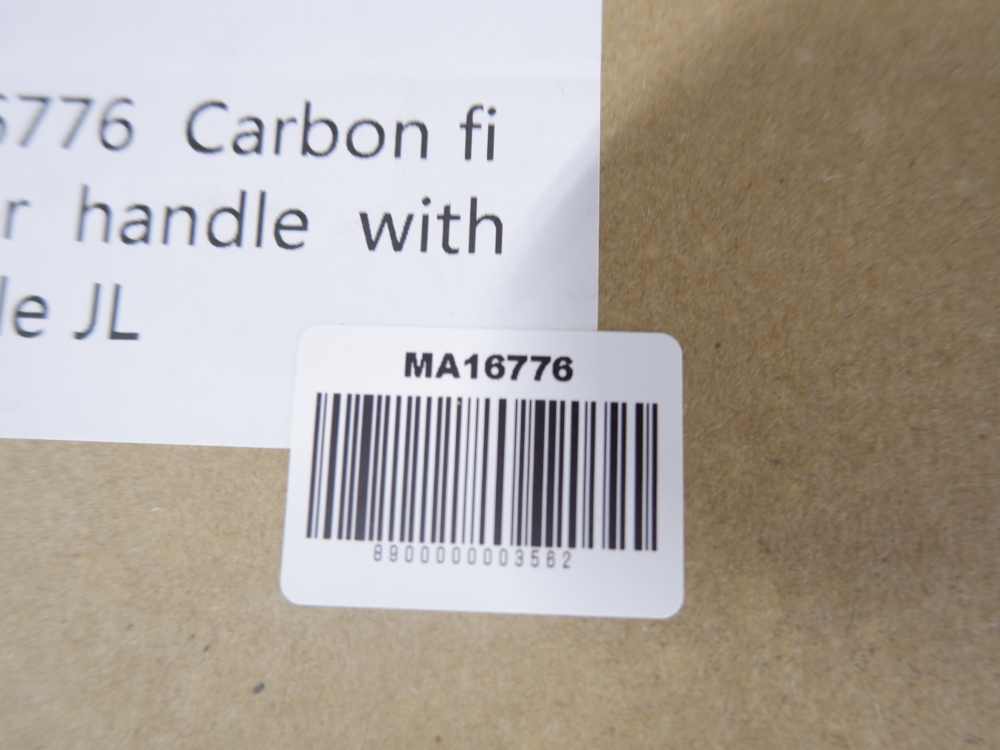 6776 Carbon fi
r handle with
le JL
MA16776
8900000003562